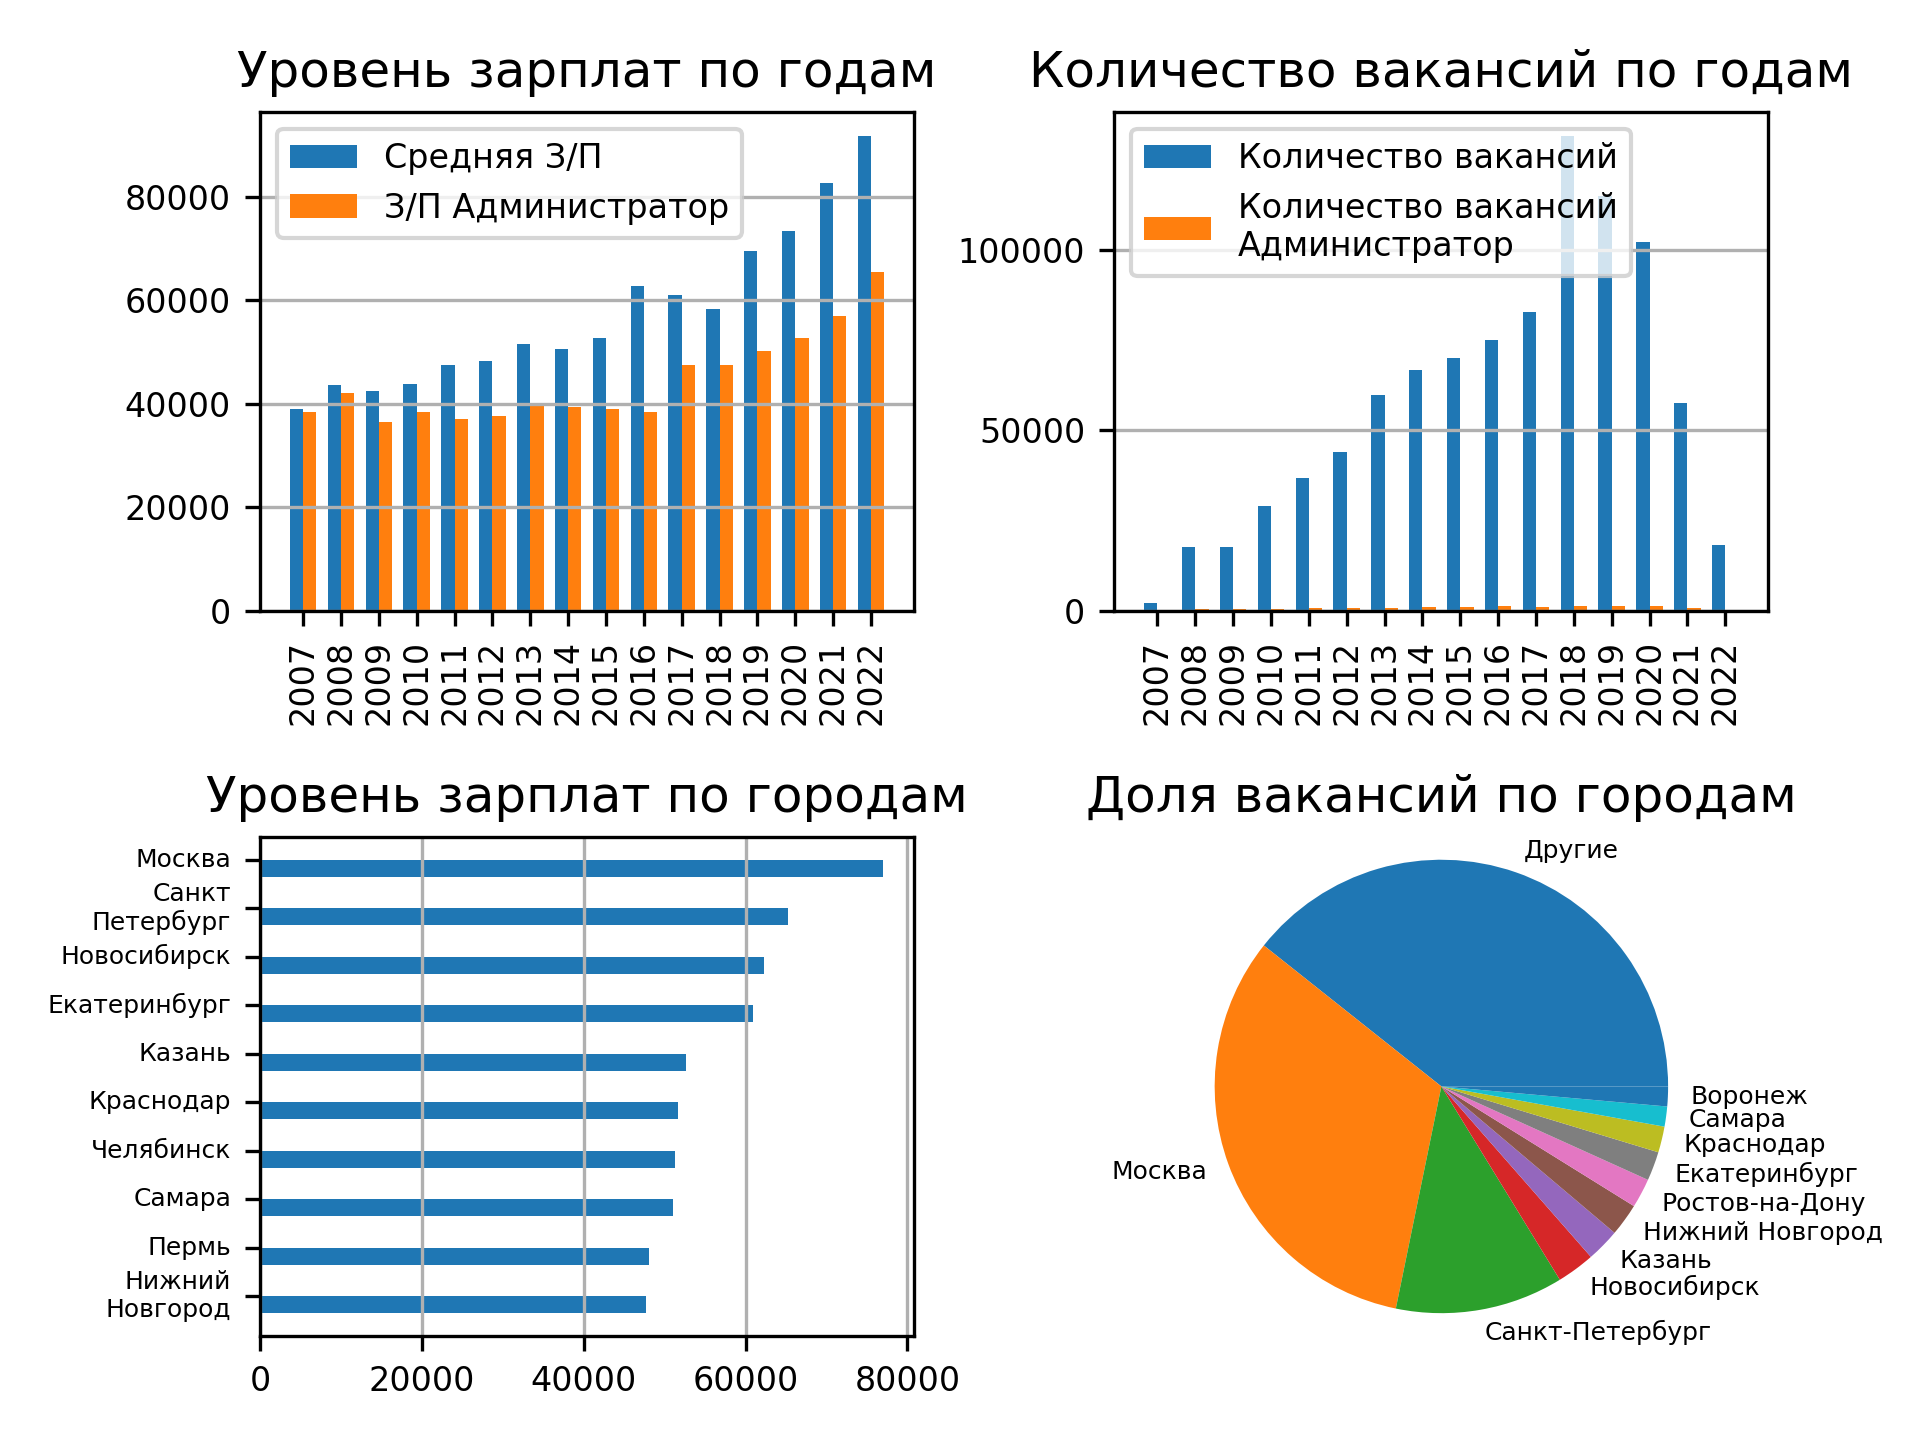 Уровень зарплат по годам
Средняя З/П
З/П Администратор
80000
60000
40000
20000
0
2007
2008
2009
2010
2011
2012
2013
2014
2015
2016
2017
2018
2019
2020
2021
2022
Количество вакансий по годам
Количество вакансий
Количество вакансий
Администратор
100000
50000
0
2007
2008
2009
2010
2011
2012
2013
2014
2015
2016
2017
2018
2019
2020
2021
2022
Уровень зарплат по городам
Москва
Санкт
Петербург
Новосибирск
Екатеринбург
Казань
Краснодар
Челябинск
Самара
Пермь
Нижний
Новгород
0
20000
40000
60000
80000
Доля вакансий по городам
Другие
Москва
Воронеж
Самара
Краснодар
Екатеринбург
Ростов-на-Дону
Нижний Новгород
Казань
Новосибирск
Санкт-Петербург